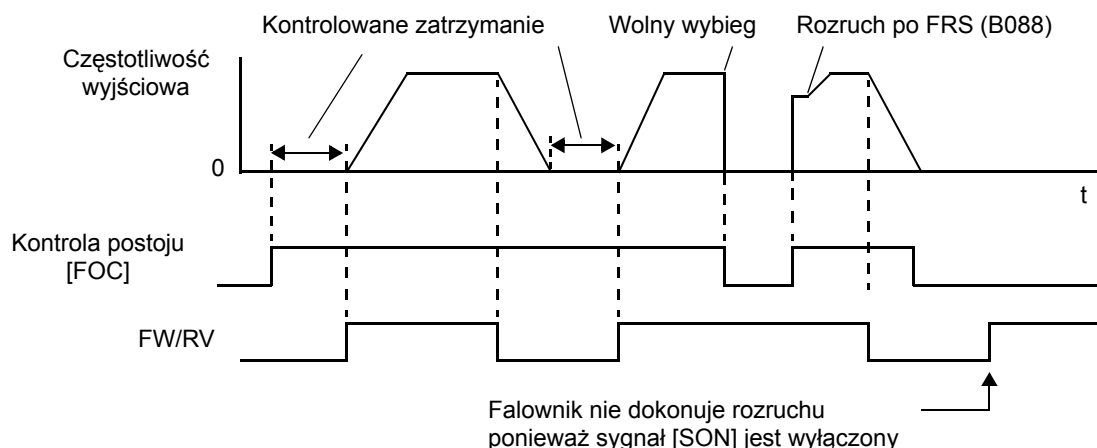 Kontrolowane zatrzymanie
Wolny wybieg
Rozruch po FRS (B088)
Częstotliwość
wyjściowa
0
t
Kontrola postoju
[FOC]
FW/RV
Falownik nie dokonuje rozruchu
ponieważ sygnał [SON] jest wyłączony